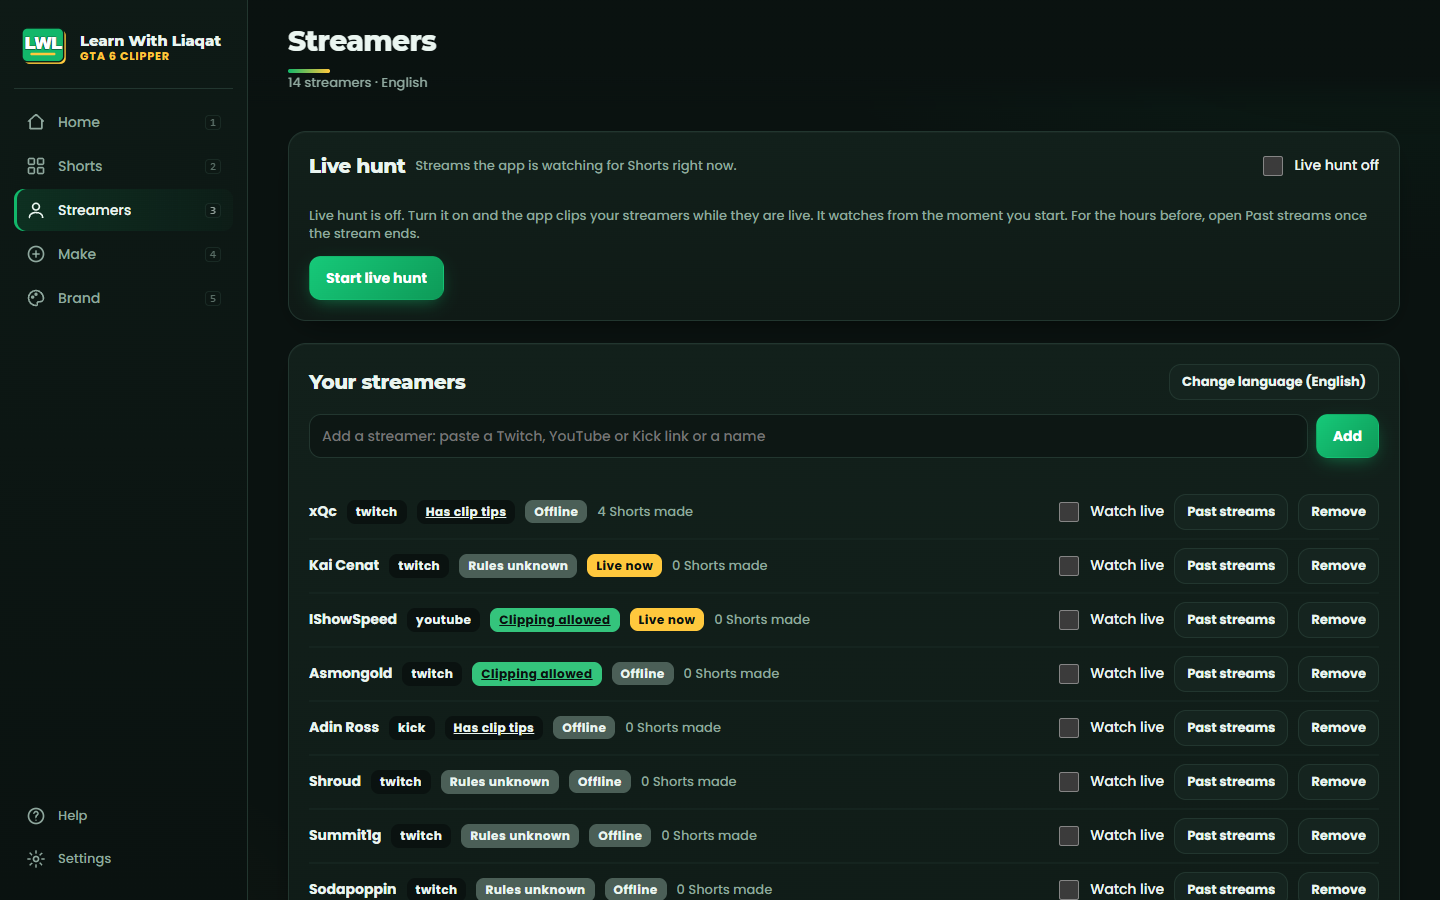 LWL
Learn With Liaqat
GTA 6 CLIPPER
Home 1
Shorts 2
Streamers 3
Make 4
Brand 5
Help
Settings
Streamers
14 streamers · English
Live hunt Streams the app is watching for Shorts right now. Live hunt off
Live hunt is off. Turn it on and the app clips your streamers while they are live. It watches from the moment you start. For the hours before, open Past streams once
the stream ends.
Start live hunt
Your streamers Change language (English)
Add a streamer: paste a Twitch, YouTube or Kick link or a name Add
xQc twitch Has clip tips Offline 4 Shorts made Watch live Past streams Remove
Kai Cenat twitch Rules unknown Live now 0 Shorts made Watch live Past streams Remove
IShowSpeed youtube Clipping allowed Live now 0 Shorts made Watch live Past streams Remove
Asmongold twitch Clipping allowed Offline 0 Shorts made Watch live Past streams Remove
Adin Ross kick Has clip tips Offline 0 Shorts made Watch live Past streams Remove
Shroud twitch Rules unknown Offline 0 Shorts made Watch live Past streams Remove
Summit1g twitch Rules unknown Offline 0 Shorts made Watch live Past streams Remove
Sodapoppin twitch Rules unknown Offline 0 Shorts made Watch live Past streams Remove